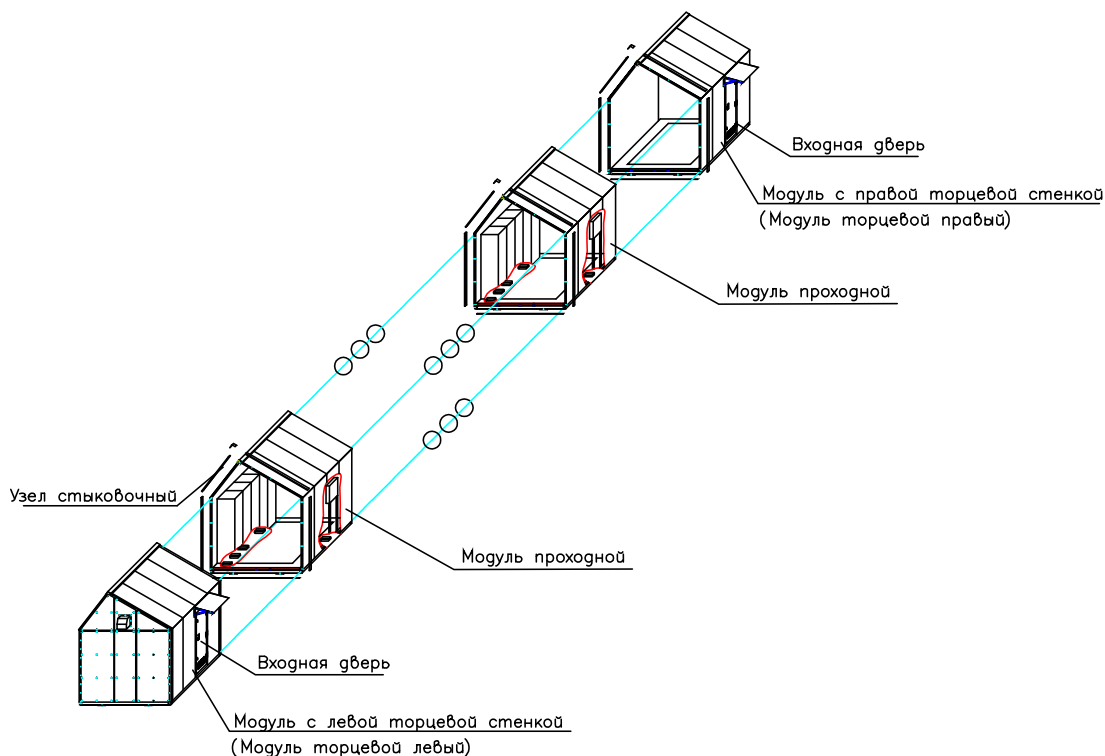 Входная дверь
Модуль с правой торцевой стенкой
(Модуль торцевой правый)
Модуль проходной
Узел стыковочный
Модуль проходной
Входная дверь
Модуль с левой торцевой стенкой
(Модуль торцевой левый)